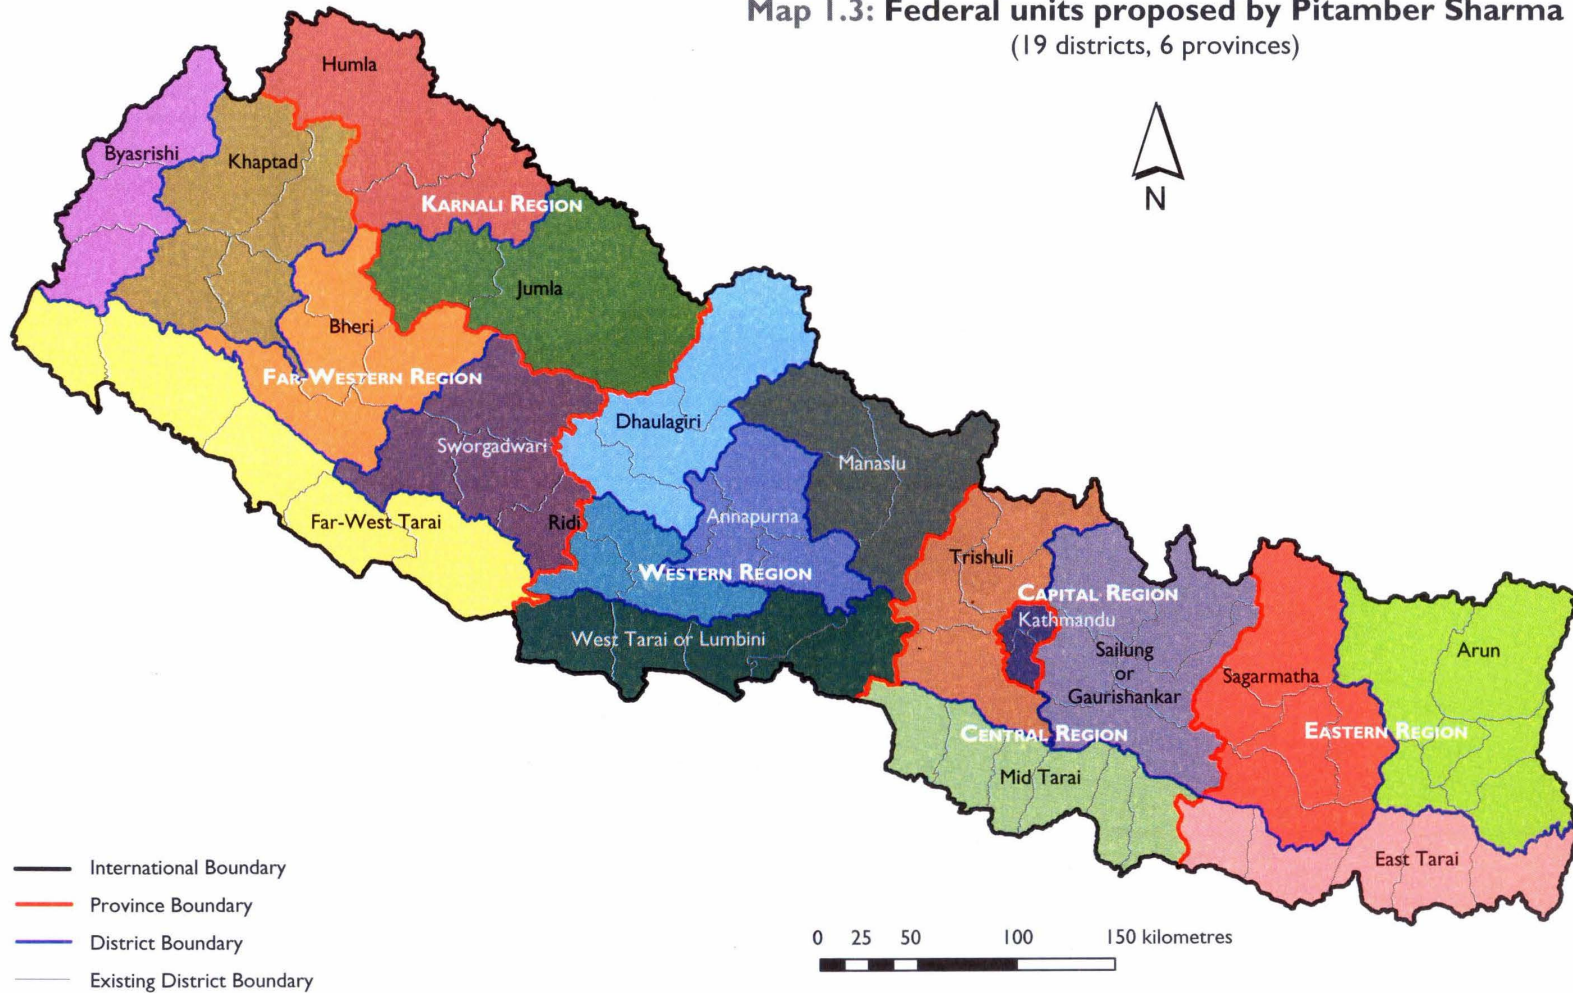 Map 1.3: Federal units proposed by Pitamber Sharma
(19 districts, 6 provinces)
N
Humla
Byasrishi
Khaptad
KARNALI REGION
Jumla
Bheri
FAR-WESTERN REGION
Dhaulagiri
Sworgadwari
Manaslu
Far-West Tarai
Ridi
Annapurna
Trishuli
WESTERN REGION
CAPITAL REGION
Kathmandu
West Tarai or Lumbini
Sailung
or
Gaurishankar
Arun
Sagarmatha
CENTRAL REGION
EASTERN REGION
Mid Tarai
East Tarai
International Boundary
Province Boundary
District Boundary
Existing District Boundary
0 25 50 100 150 kilometres